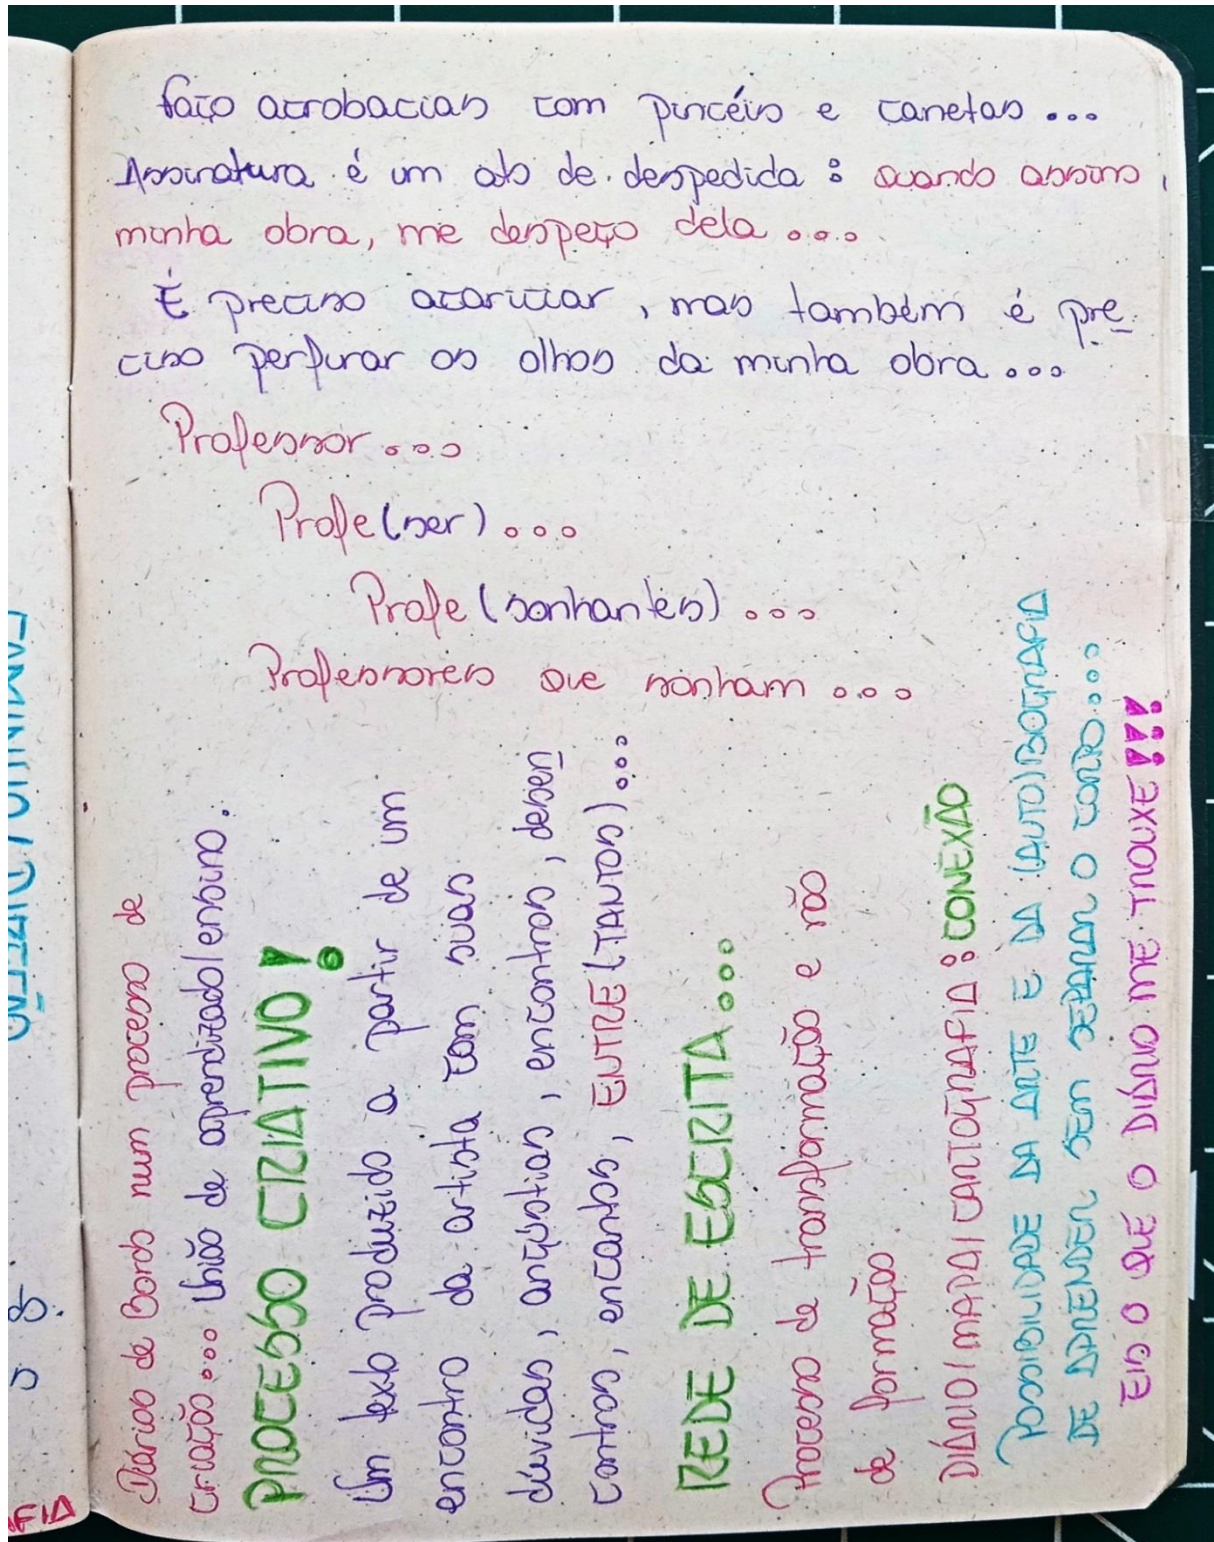 faço acrobacias com pincéis e canetas...
Assinatura é um ato de despedida: quando assino,
minha obra, me despeço dela...
É preciso acariciar, mas também é pre
ciso perfurar os olhos da minha obra...
Professor...
Profe(ser)...
Profe(sonhantes)...
Professores que sonham...
Diários de Bordo num processo de
criação... União de aprendizado/ensino.
PROCESSO CRIATIVO!
Um texto produzido a partir de um
encontro da artista com suas
dúvidas, angústias, encontros, desen
contros, encantos, ENTRE(TANTOS)...
REDE DE ESCRITA...
Processo de transformação e não
de formação
DIÁRIO/MAPA/CARTOGRAFIA: CONEXÃO
POSSIBILIDADE DA ARTE E DA (AUTO)BIOGRAFIA
DE APRENDER SEM SEPARAR O CORPO...
EIS O QUE O DIÁRIO ME TROUXE!!!
FIA